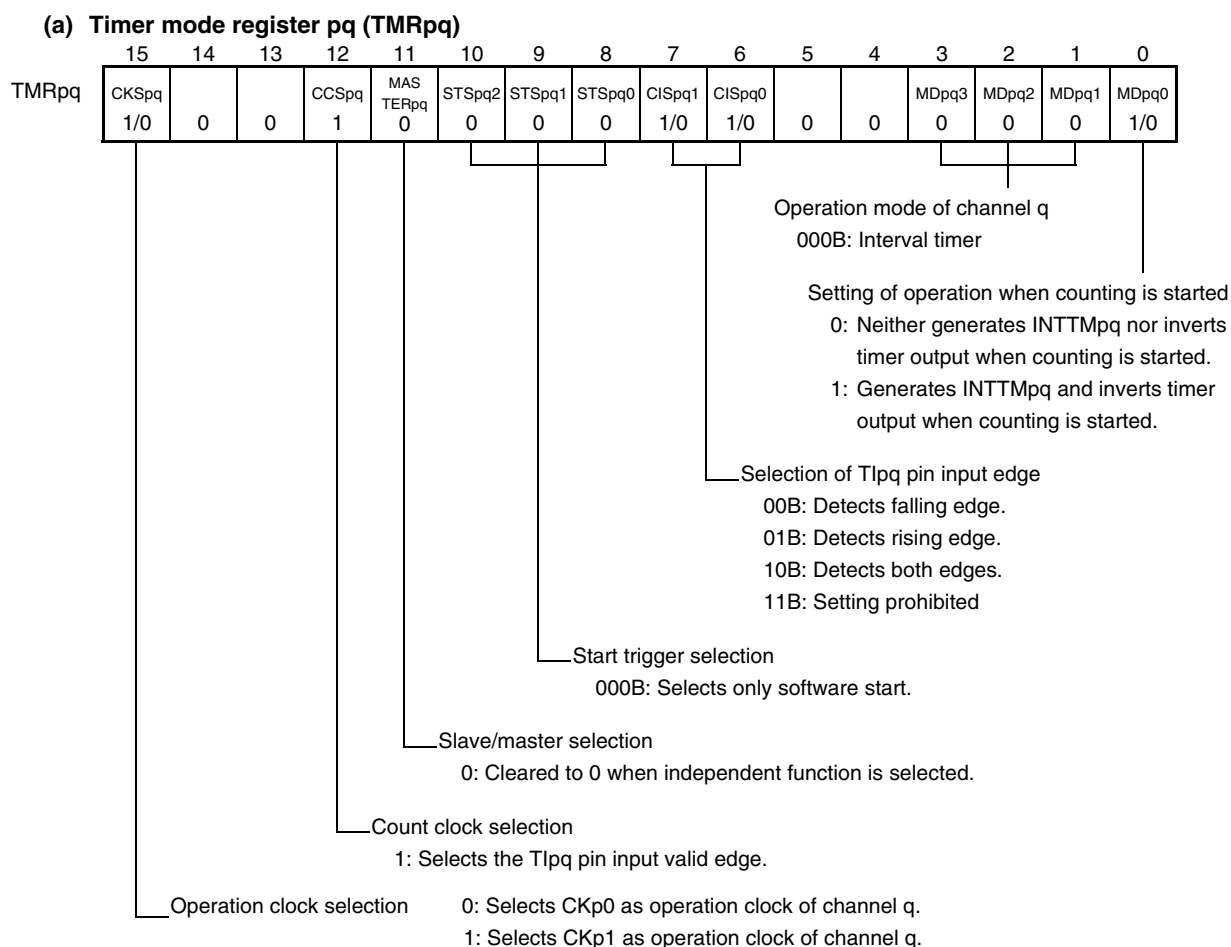 (a) Timer mode register pq (TMRpq)
15 14 13 12 11 10 9 8 7 6 5 4 3 2 1 0
TMRpq CKSpq CCSpq MAS TERpq STSpq2 STSpq1 STSpq0 CISpq1 CISpq0 MDpq3 MDpq2 MDpq1 MDpq0
1/0 0 0 1 0 0 0 0 1/0 1/0 0 0 0 0 0 1/0
Operation mode of channel q
000B: Interval timer
Setting of operation when counting is started
0: Neither generates INTTMpq nor inverts
timer output when counting is started.
1: Generates INTTMpq and inverts timer
output when counting is started.
Selection of TIpq pin input edge
00B: Detects falling edge.
01B: Detects rising edge.
10B: Detects both edges.
11B: Setting prohibited
Start trigger selection
000B: Selects only software start.
Slave/master selection
0: Cleared to 0 when independent function is selected.
Count clock selection
1: Selects the TIpq pin input valid edge.
Operation clock selection 0: Selects CKp0 as operation clock of channel q.
1: Selects CKp1 as operation clock of channel q.